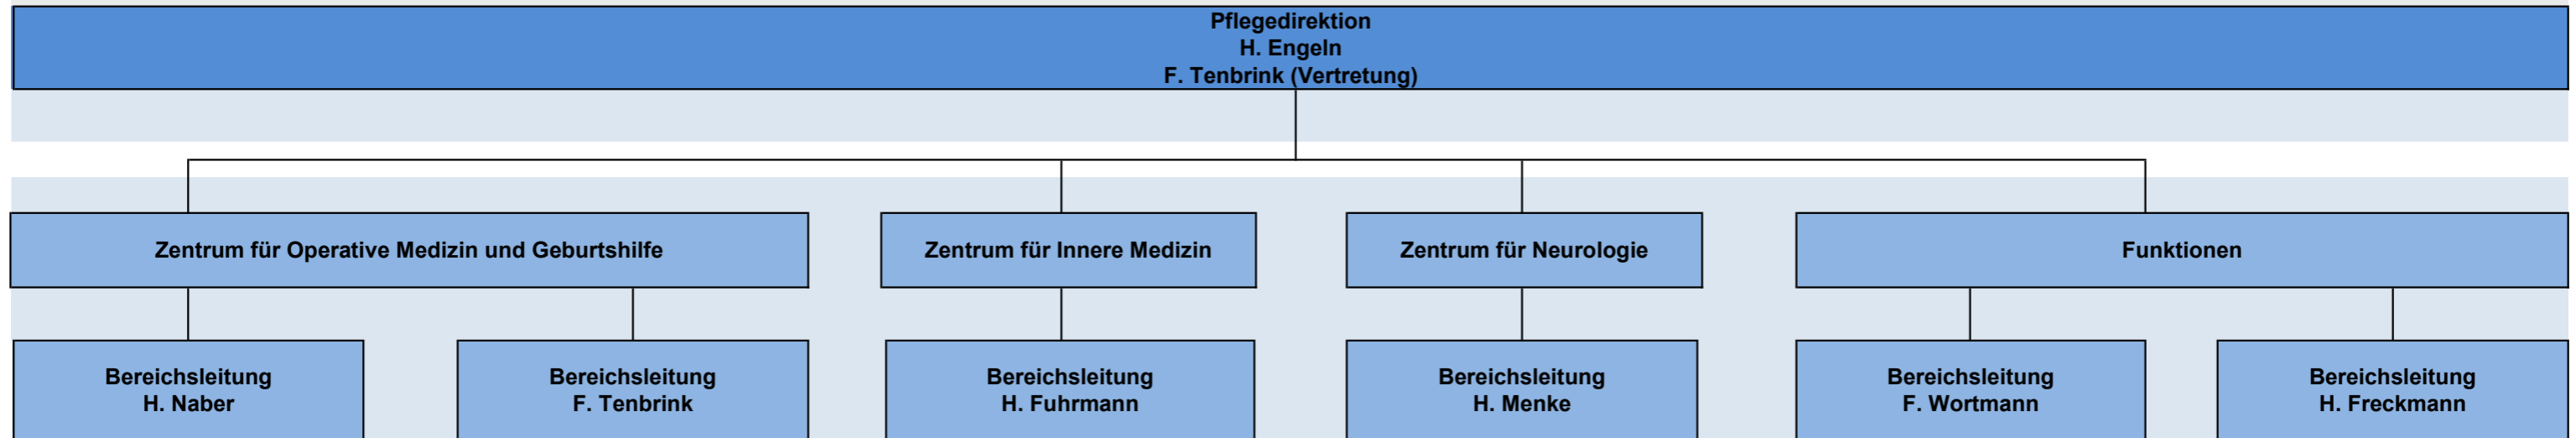 Pflegedirektion
H. Engeln
F. Tenbrink (Vertretung)
Zentrum für Operative Medizin und Geburtshilfe
Zentrum für Innere Medizin
Zentrum für Neurologie
Funktionen
Bereichsleitung
H. Naber
Bereichsleitung
F. Tenbrink
Bereichsleitung
H. Fuhrmann
Bereichsleitung
H. Menke
Bereichsleitung
F. Wortmann
Bereichsleitung
H. Freckmann